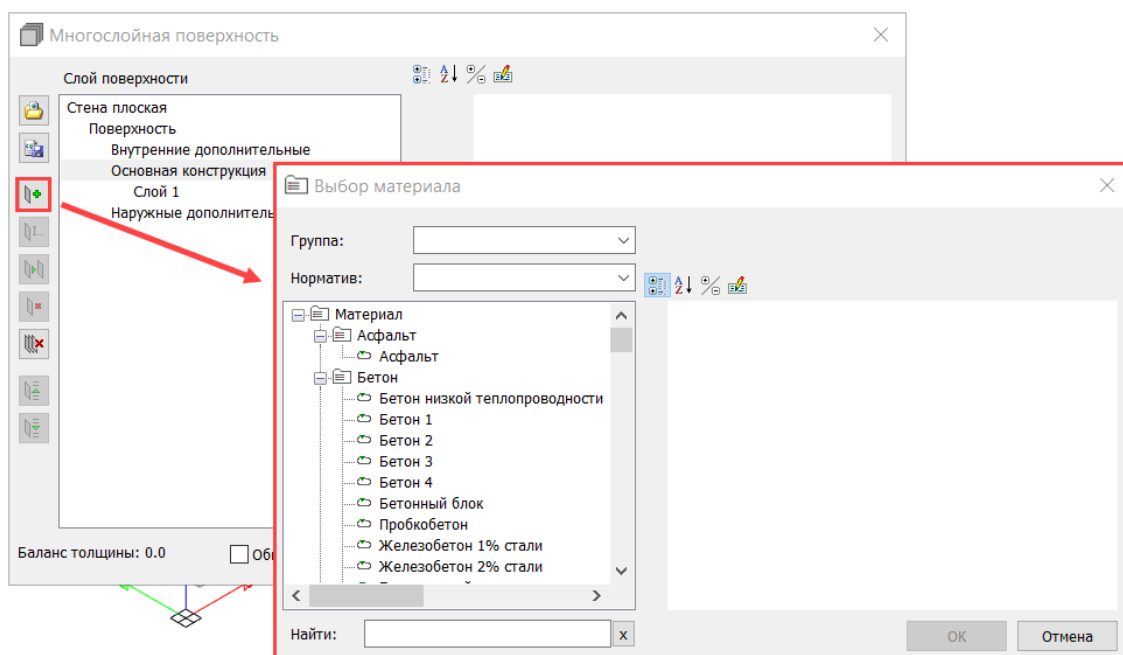 Многослойная поверхность
Слой поверхности
Стена плоская
Поверхность
Внутренние дополнительные
Основная конструкция
Слой 1
Наружные дополнитель
Баланс толщины: 0.0
Выбор материала
Группа:
Норматив:
Материал
Асфальт
Асфальт
Бетон
Бетон низкой теплопроводности
Бетон 1
Бетон 2
Бетон 3
Бетон 4
Бетонный блок
Пробкобетон
Железобетон 1% стали
Железобетон 2% стали
Найти:
x
ОК
Отмена